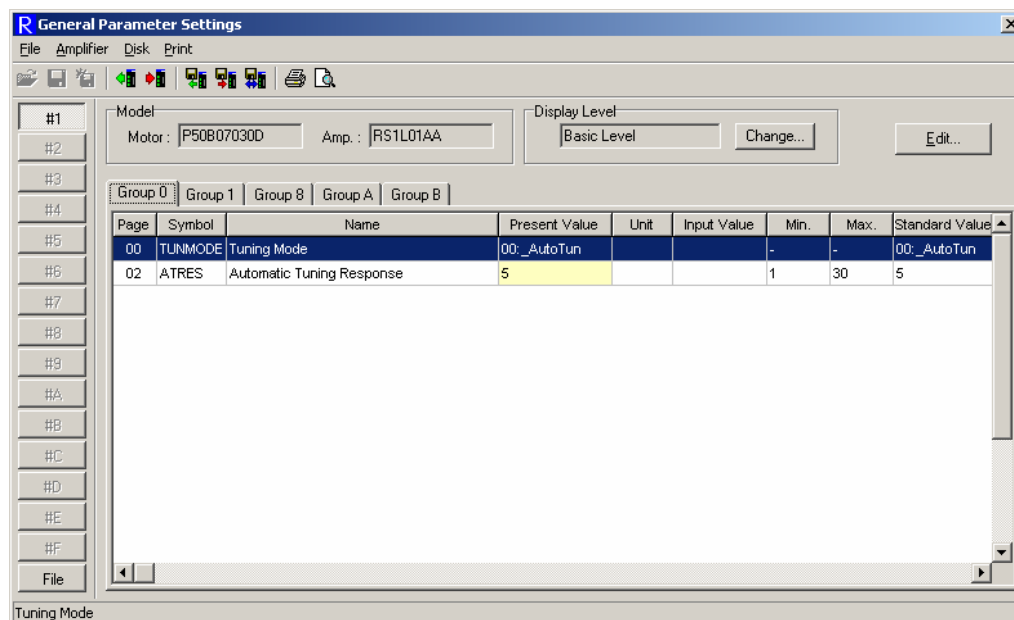 R General Parameter Settings
File Amplifier Disk Print
#1
#2
#3
#4
#5
#6
#7
#8
#9
#A
#B
#C
#D
#E
#F
File
Model
Motor : P50B07030D Amp. : RS1L01AA
Display Level
Basic Level Change...
Edit...
Group 0 Group 1 Group 8 Group A Group B
Page Symbol Name Present Value Unit Input Value Min. Max. Standard Value
00 TUNMODE Tuning Mode 00:_AutoTun - - 00:_AutoTun
02 ATRES Automatic Tuning Response 5 1 30 5
Tuning Mode